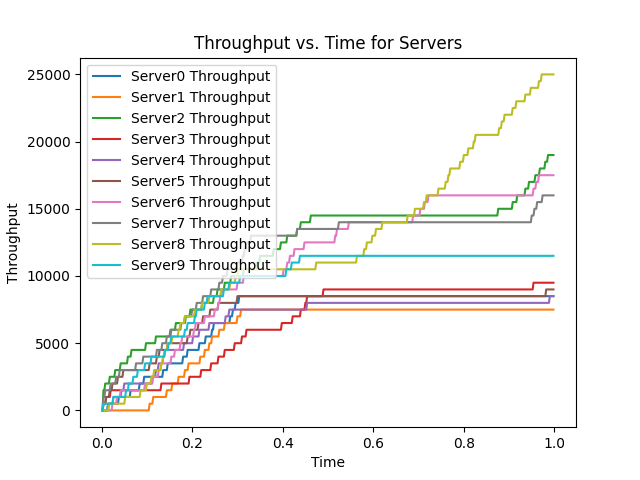 Throughput vs. Time for Servers
25000
20000
15000
10000
5000
0
Throughput
Server0 Throughput
Server1 Throughput
Server2 Throughput
Server3 Throughput
Server4 Throughput
Server5 Throughput
Server6 Throughput
Server7 Throughput
Server8 Throughput
Server9 Throughput
0.0 0.2 0.4 0.6 0.8 1.0
Time